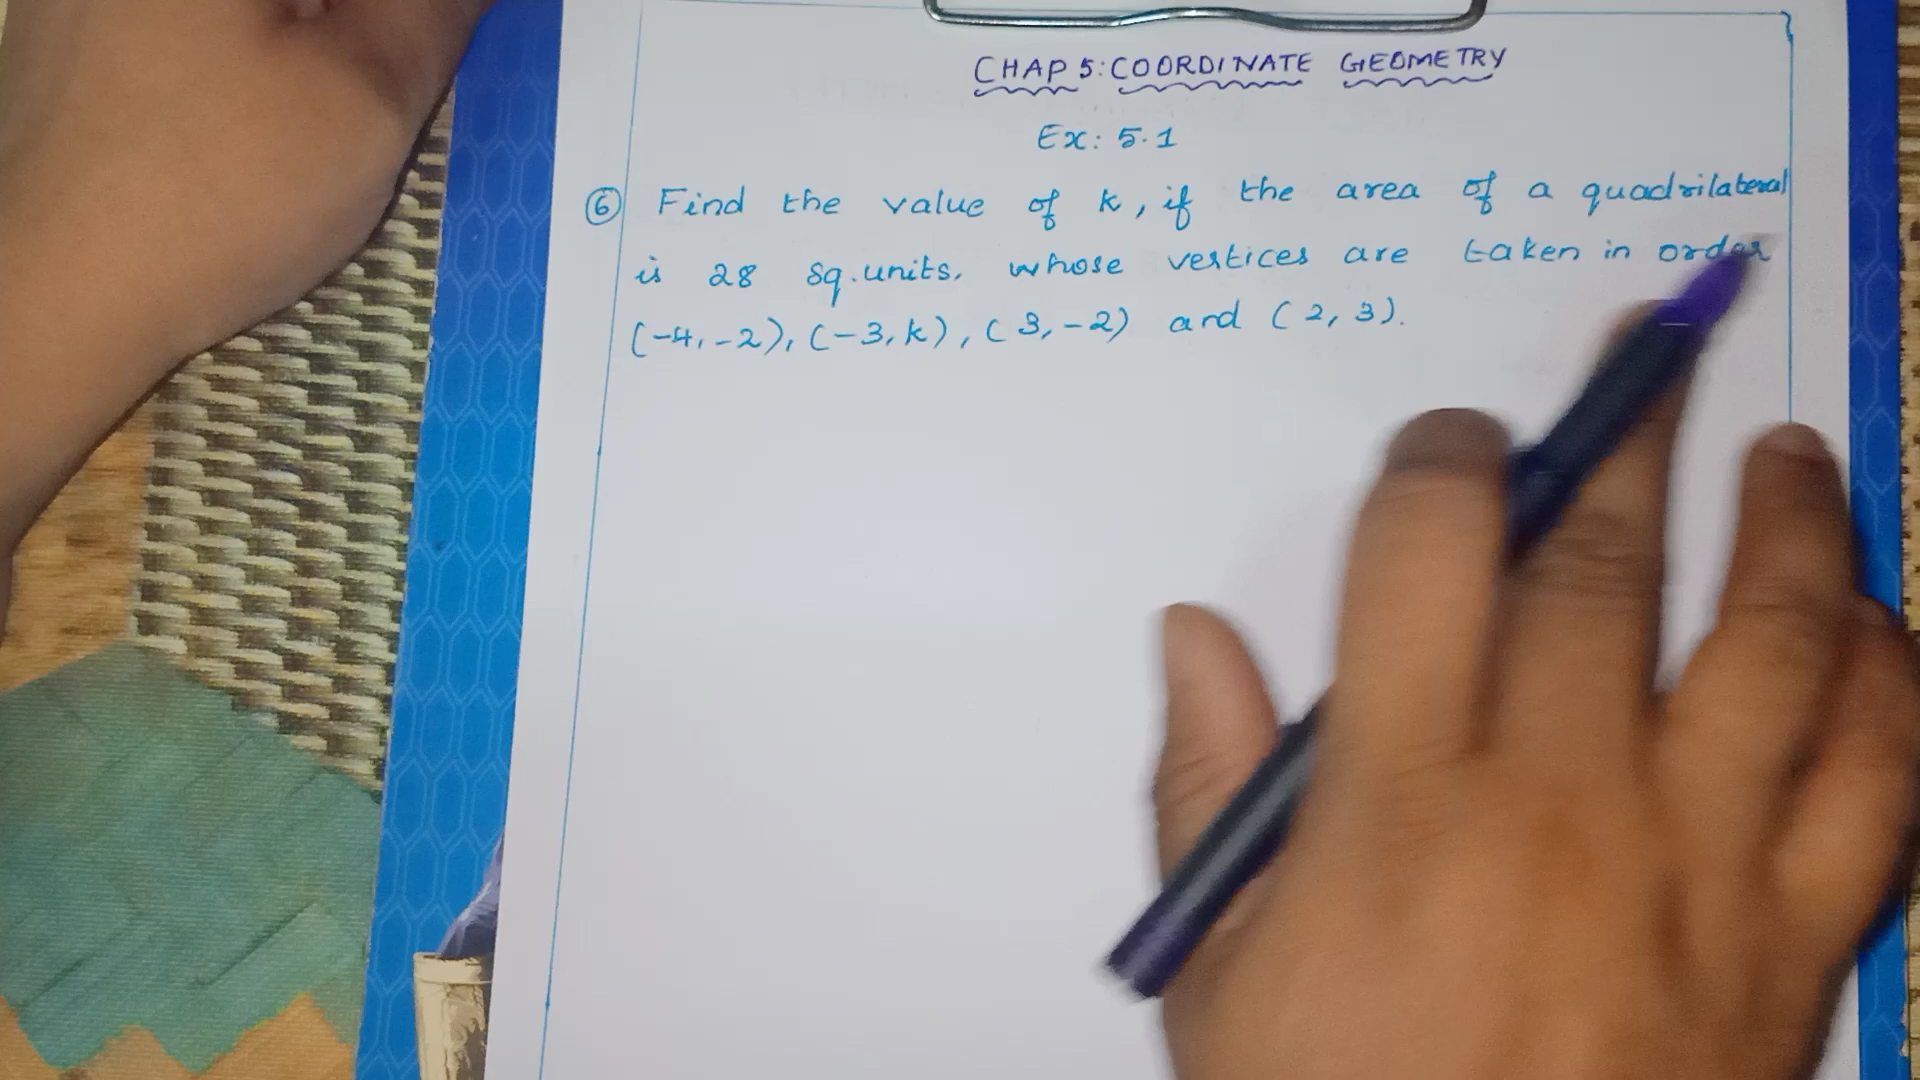 CHAP 5: COORDINATE GEOMETRY
Ex: 5.1
6 Find the value of k, if the area of a quadrilateral
is 28 sq.units, whose vertices are taken in order
(-4,-2), (-3,k), (3,-2) and (2,3).